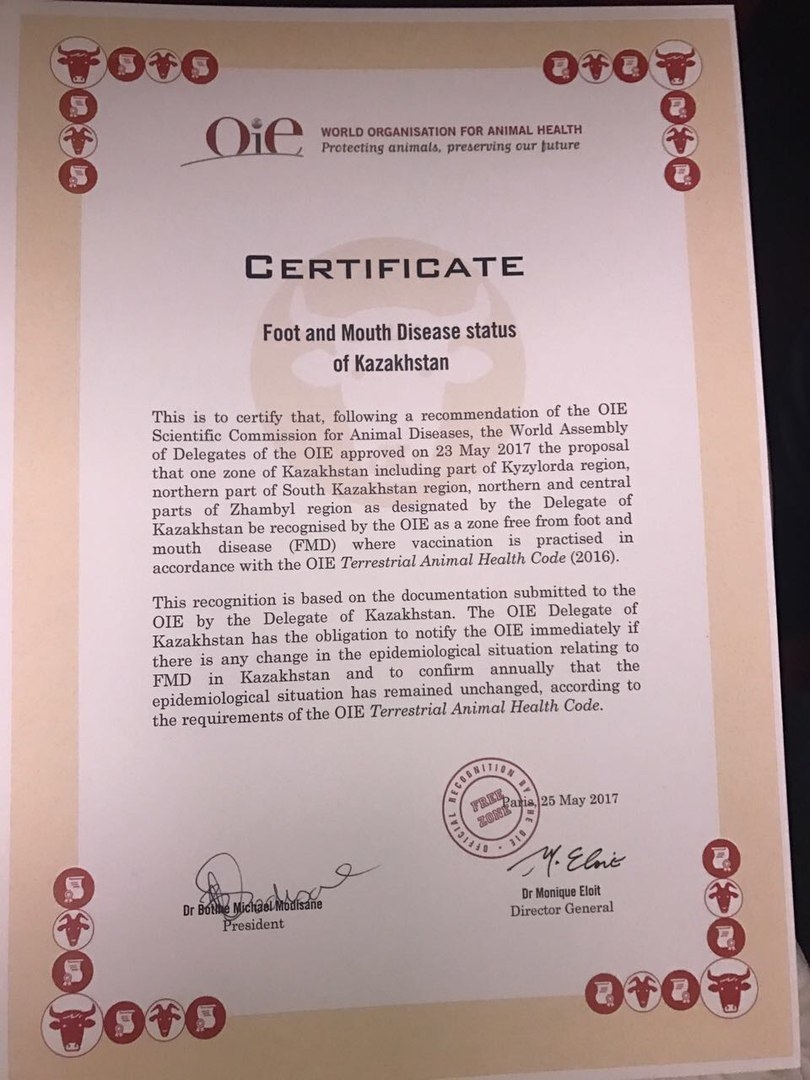 OiE
WORLD ORGANISATION FOR ANIMAL HEALTH
Protecting animals, preserving our future
CERTIFICATE
Foot and Mouth Disease status
of Kazakhstan
This is to certify that, following a recommendation of the OIE
Scientific Commission for Animal Diseases, the World Assembly
of Delegates of the OIE approved on 23 May 2017 the proposal
that one zone of Kazakhstan including part of Kyzylorda region,
northern part of South Kazakhstan region, northern and central
parts of Zhambyl region as designated by the Delegate of
Kazakhstan be recognised by the OIE as a zone free from foot and
mouth disease (FMD) where vaccination is practised in
accordance with the OIE Terrestrial Animal Health Code (2016).
This recognition is based on the documentation submitted to the
OIE by the Delegate of Kazakhstan. The OIE Delegate of
Kazakhstan has the obligation to notify the OIE immediately if
there is any change in the epidemiological situation relating to
FMD in Kazakhstan and to confirm annually that the
epidemiological situation has remained unchanged, according to
the requirements of the OIE Terrestrial Animal Health Code.
OFFICIAL RECOGNITION BY THE OIE
FREE
ZONE
Paris, 25 May 2017
M. Eloit
Modisane
Dr Botlhe Michael Modisane
President
Dr Monique Eloit
Director General